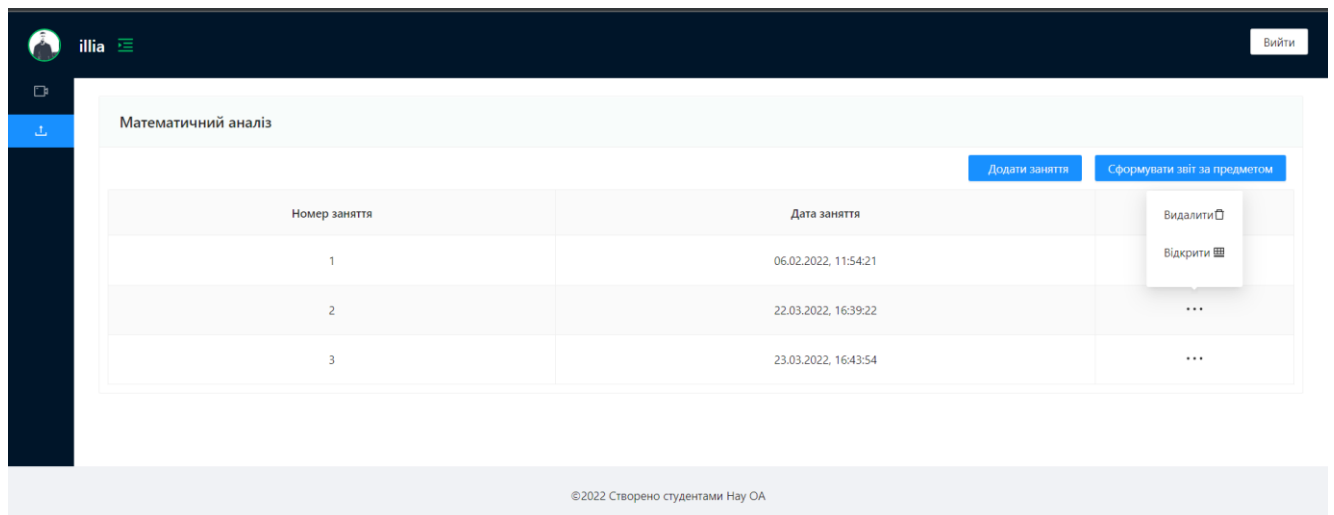 illia
Вийти
Математичний аналіз
Додати заняття Сформувати звіт за предметом
Номер заняття Дата заняття
Видалити
Відкрити
1 06.02.2022, 11:54:21
2 22.03.2022, 16:39:22 •••
3 23.03.2022, 16:43:54 •••
©2022 Створено студентами Нау ОА